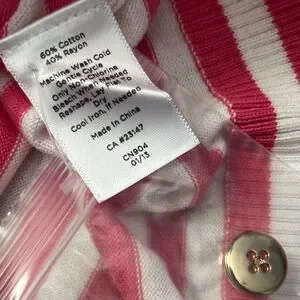 60% Cotton
40% Rayon
Machine Wash Cold
Gentle Cycle
Only Non-Chlorine
Bleach When Needed
Reshape, Lay Flat To
Dry
Cool Iron, If Needed
Made In China
CA #23147
CN904
01/13